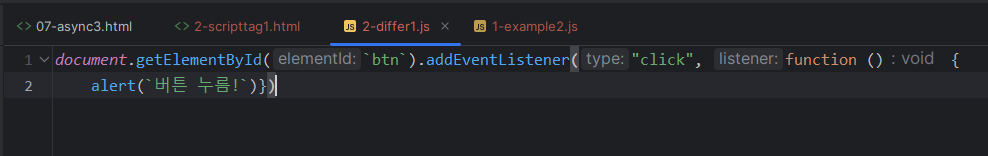 <> 07-async3.html <> 2-scripttag1.html JS 2-differ1.js × JS 1-example2.js
1 document.getElementById( elementId: `btn`).addEventListener( type: "click", listener: function () : void {
2 alert(`버튼 누름!`)})